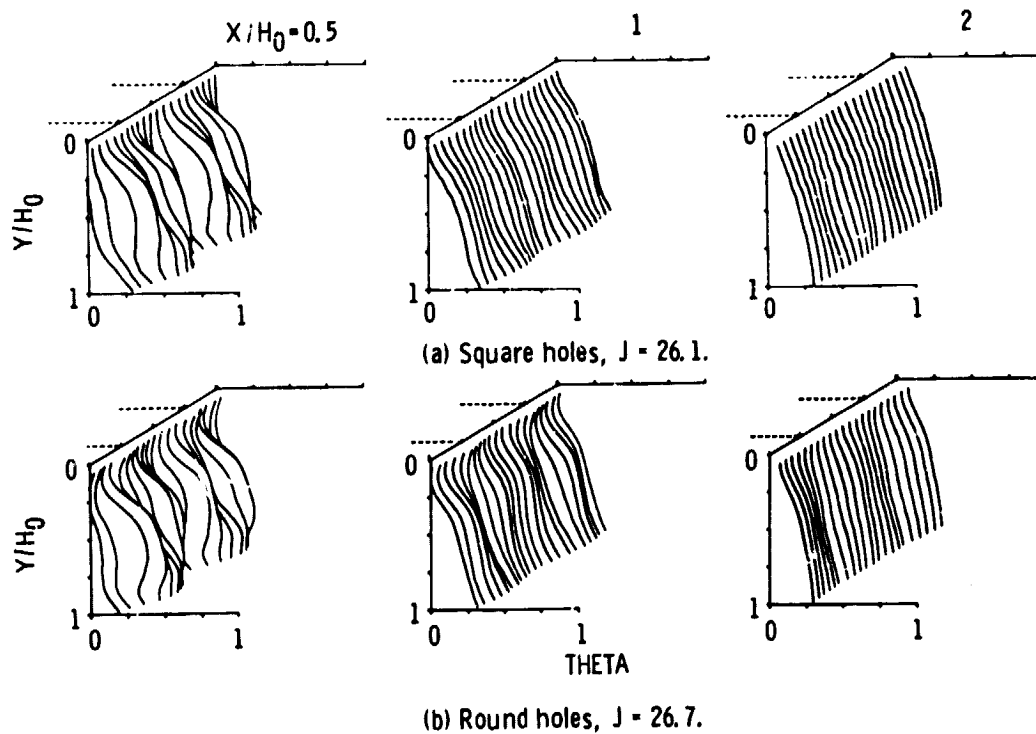 X/H0=0.5 1 2
0 0 0
Y/H0
1 1 1
0 1 0 1 0 1
(a) Square holes, J = 26.1.
0 0 0
Y/H0
1 1 1
0 1 0 1 0 1
THETA
(b) Round holes, J = 26.7.